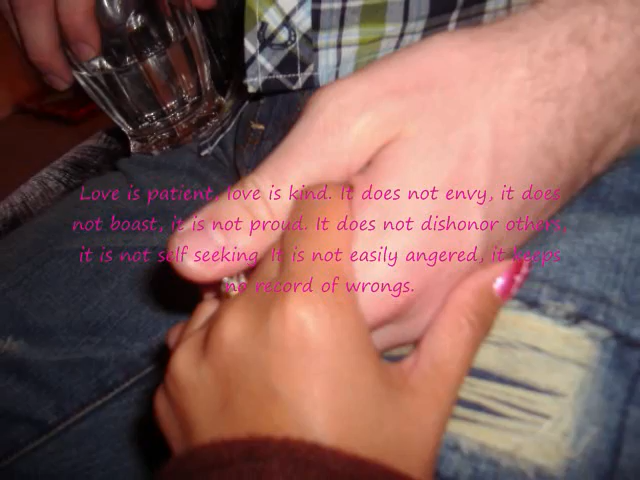 Love is patient, love is kind. It does not envy, it does
not boast, it is not proud. It does not dishonor others,
it is not self seeking. It is not easily angered, it keeps
no record of wrongs.